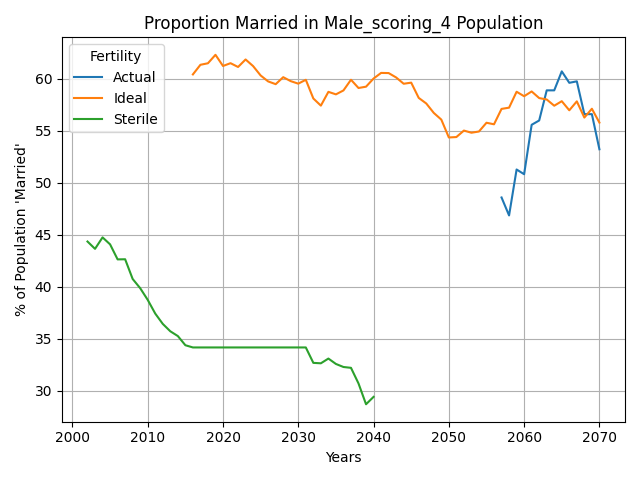 Proportion Married in Male_scoring_4 Population
Fertility
Actual
Ideal
Sterile
% of Population 'Married'
60
55
50
45
40
35
30
2000 2010 2020 2030 2040 2050 2060 2070
Years